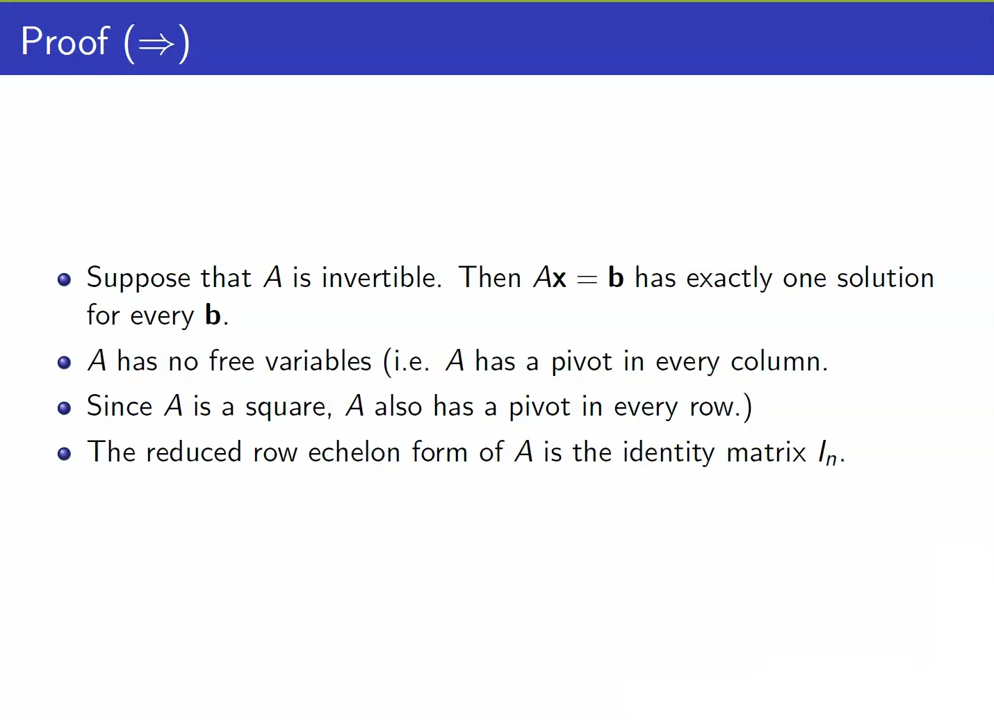 Proof (⇒)
Suppose that A is invertible. Then Ax = b has exactly one solution
for every b.
A has no free variables (i.e. A has a pivot in every column.
Since A is a square, A also has a pivot in every row.)
The reduced row echelon form of A is the identity matrix Iₙ.